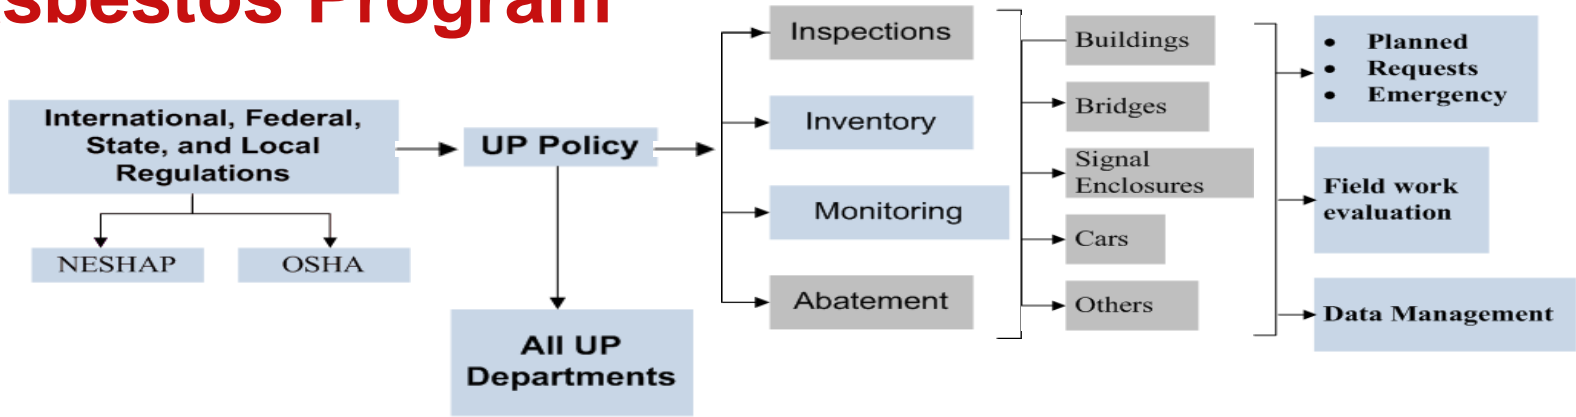 sbestos Program
International, Federal,
State, and Local
Regulations
NESHAP
OSHA
UP Policy
All UP
Departments
Inspections
Inventory
Monitoring
Abatement
Buildings
Bridges
Signal
Enclosures
Cars
Others
• Planned
• Requests
• Emergency
Field work
evaluation
Data Management